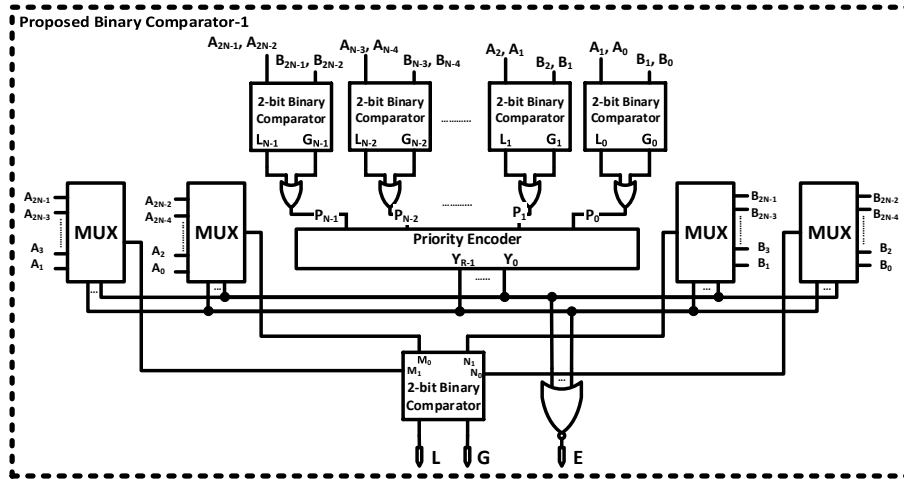 Proposed Binary Comparator-1
A2N-1, A2N-2
B2N-1, B2N-2
AN-3, AN-4
BN-3, BN-4
A2, A1
B2, B1
A1, A0
B1, B0
2-bit Binary
Comparator
LN-1 GN-1
2-bit Binary
Comparator
LN-2 GN-2
............
2-bit Binary
Comparator
L1 G1
2-bit Binary
Comparator
L0 G0
............
PN-1
PN-2
P1
P0
Priority Encoder
YR-1 Y0
......
A2N-1
A2N-3
A3
A1
MUX
...
A2N-2
A2N-4
A2
A0
MUX
...
MUX
...
B2N-1
B2N-3
B3
B1
MUX
...
B2N-2
B2N-4
B2
B0
M0
M1
N1
N0
2-bit Binary
Comparator
...
L
G
E